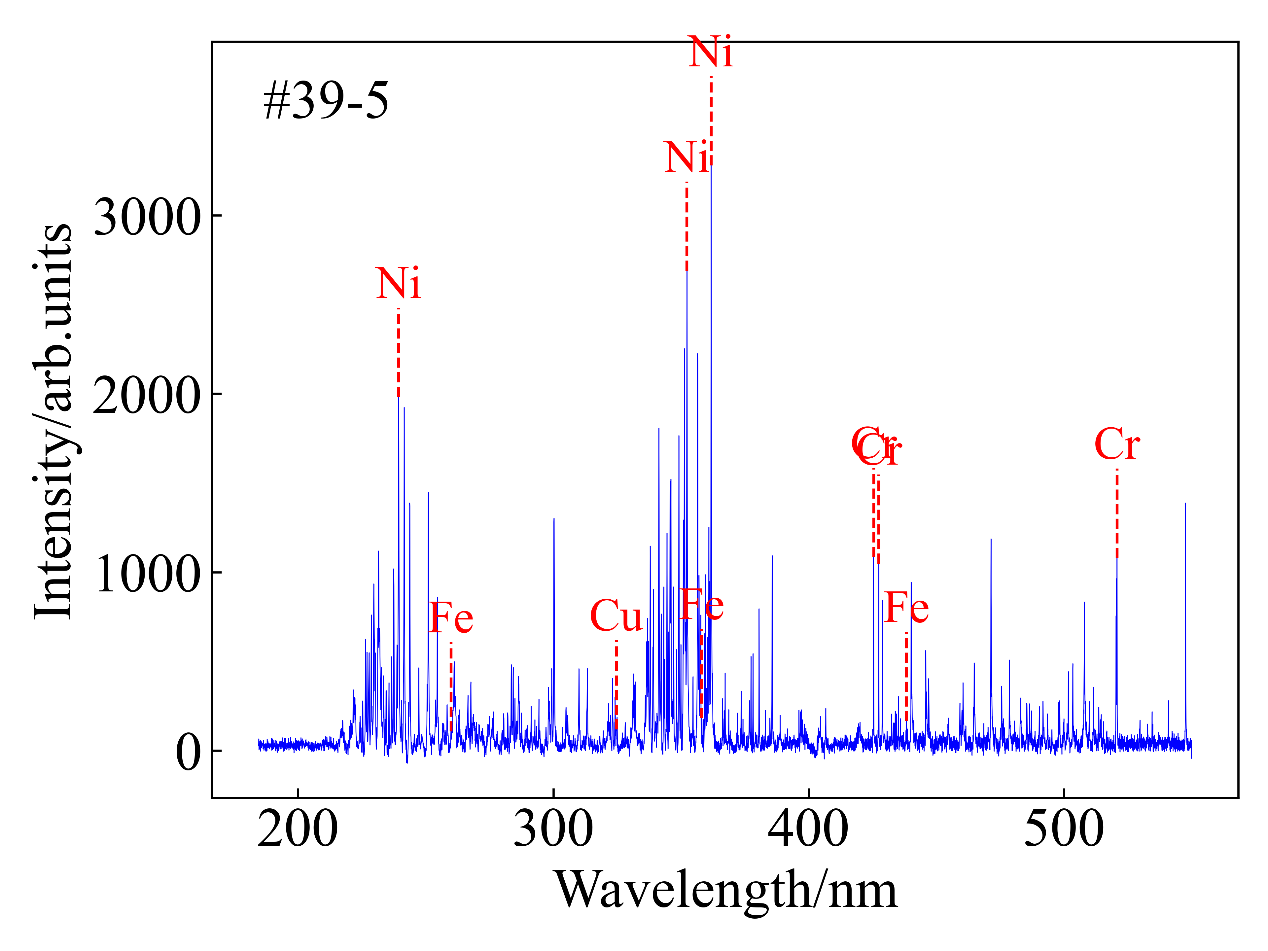 Ni
#39-5
Ni
Ni
Cr
Cr
Cr
Fe
Cu
Fe
Fe
3000
2000
1000
0
Intensity/arb.units
200
300
400
500
Wavelength/nm